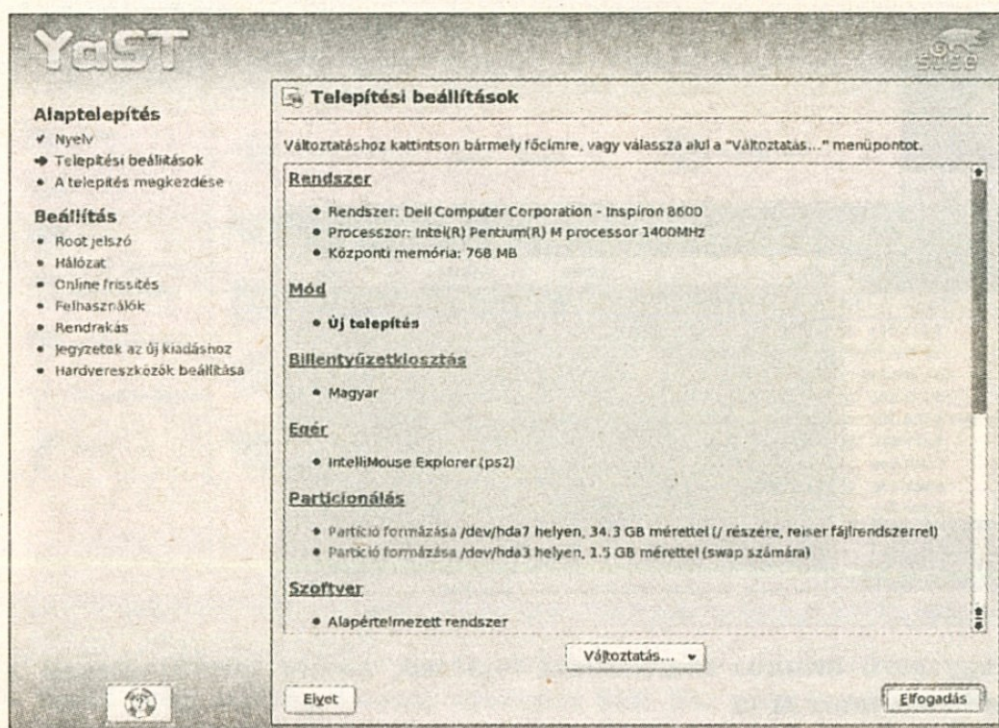 YaST
SuSE
Alaptelepítés
Nyelv
Telepítési beállítások
A telepítés megkezdése
Beállítás
Root jelszó
Hálózat
Online frissítés
Felhasználók
Rendrakás
Jegyzetek az új kiadáshoz
Hardvereszközök beállítása
Telepítési beállítások
Változtatáshoz kattintson bármely főcímre, vagy válassza alul a "Változtatás..." menüpontot.
Rendszer
Rendszer: Dell Computer Corporation - Inspiron 8600
Processzor: Intel(R) Pentium(R) M processor 1400MHz
Központi memória: 768 MB
Mód
Új telepítés
Billentyűzetkiosztás
Magyar
Egér
IntelliMouse Explorer (ps2)
Particionálás
Partíció formázása /dev/hda7 helyen, 34.3 GB mérettel (/ részére, reiser fájlrendszerrel)
Partíció formázása /dev/hda3 helyen, 1.5 GB mérettel (swap számára)
Szoftver
Alapértelmezett rendszer
Változtatás...
Elvet
Elfogadás